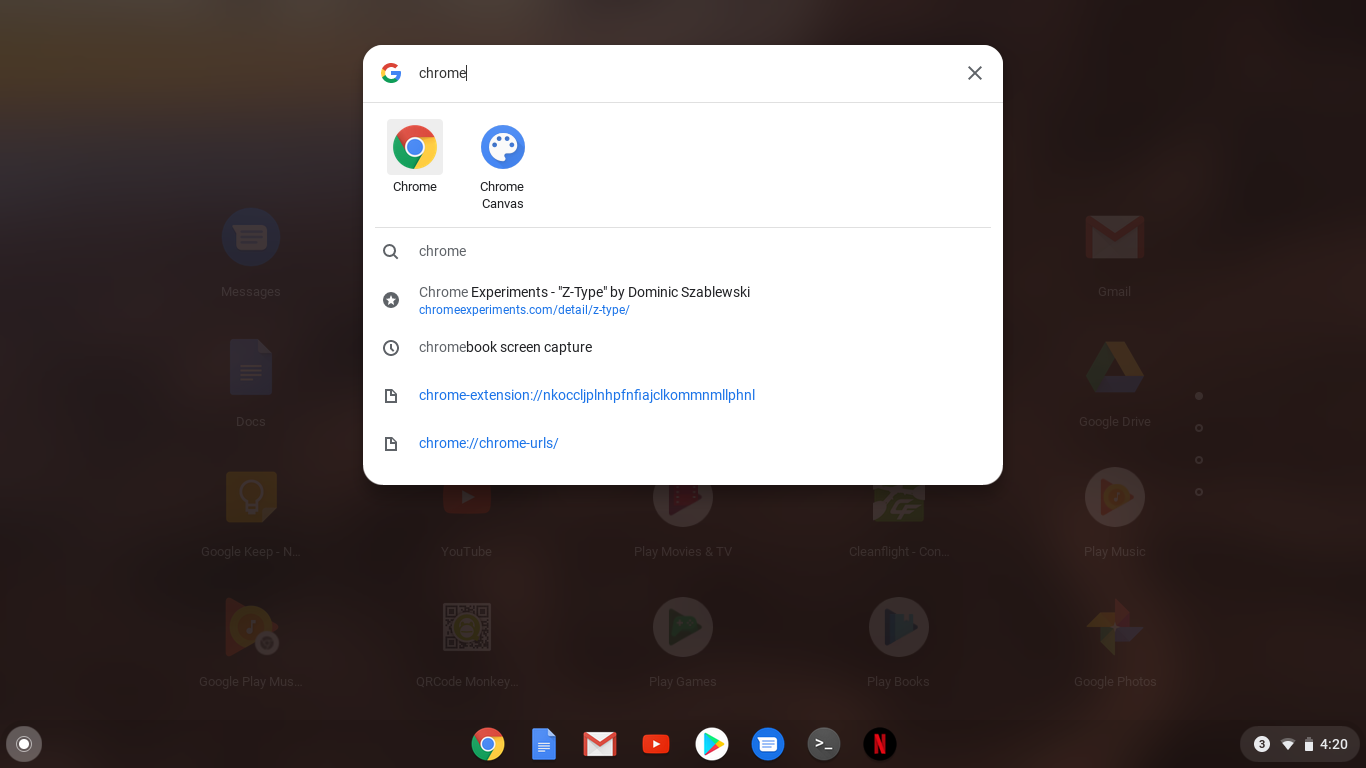 chrome
Chrome
Chrome
Canvas
chrome
Chrome Experiments - "Z-Type" by Dominic Szablewski
chromeexperiments.com/detail/z-type/
chromebook screen capture
chrome-extension://nkoccljplnhpfnfiajclkommnmllphnl
chrome://chrome-urls/
Messages
Gmail
Docs
Google Drive
Google Keep - N...
YouTube
Play Movies & TV
Cleanflight - Con...
Play Music
Google Play Mus...
QRCode Monkey...
Play Games
Play Books
Google Photos
>_
N
3
4:20